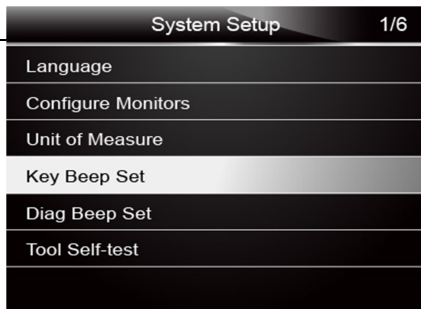 System Setup 1/6
Language
Configure Monitors
Unit of Measure
Key Beep Set
Diag Beep Set
Tool Self-test